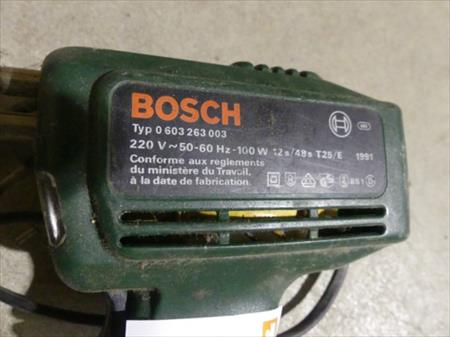 BOSCH
Typ 0 603 263 003
220 V ~ 50-60 Hz - 100 W 12s/48s T25/E 1991
Conforme aux reglements
du ministère du Travail,
à la date de fabrication.